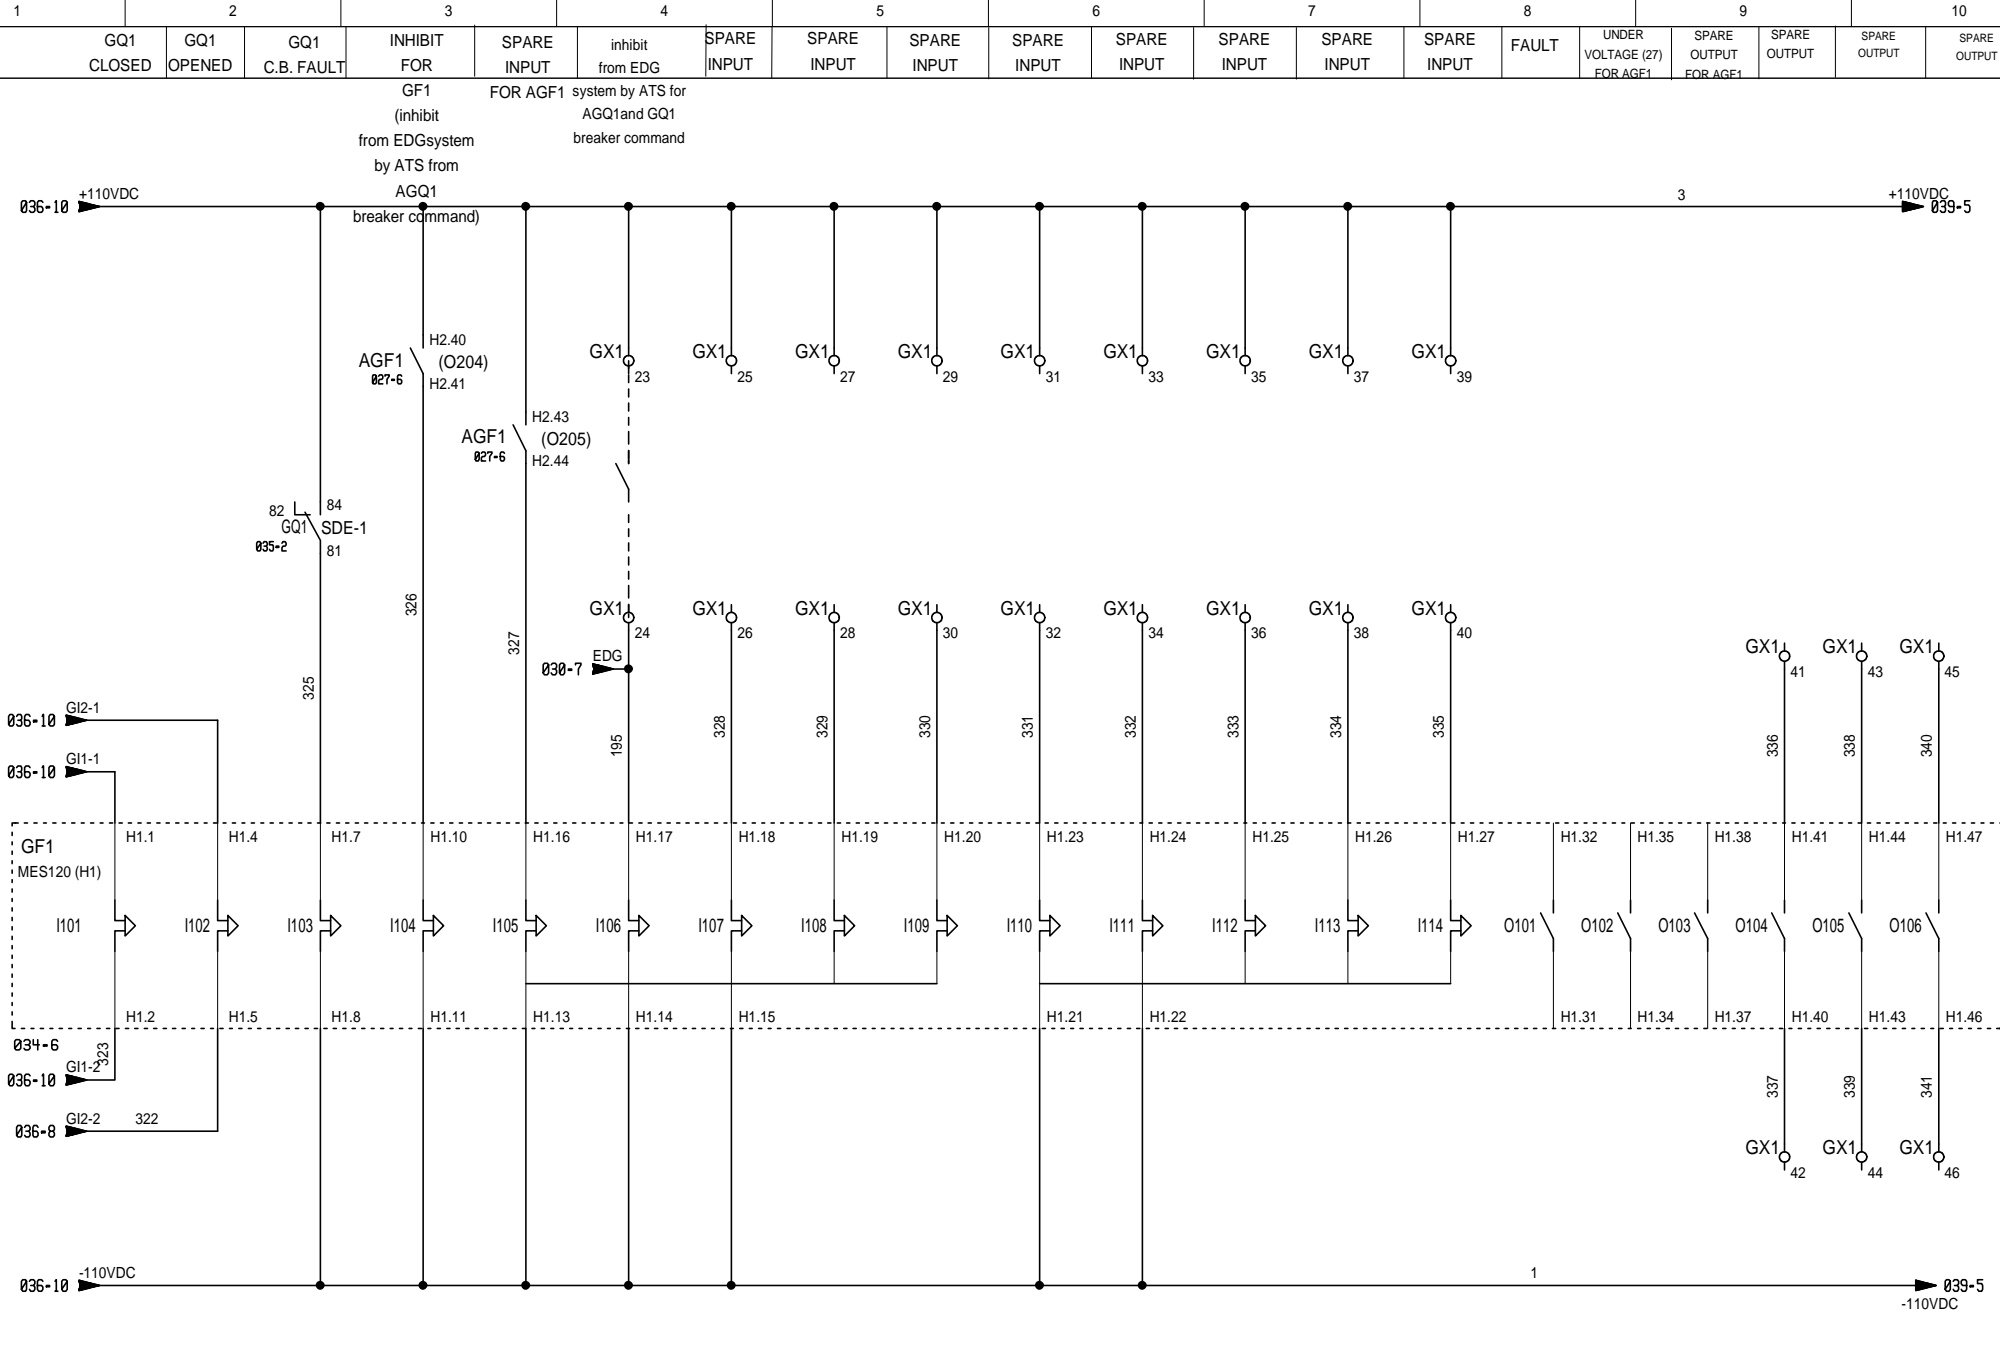 1 2 3 4 5 6 7 8 9 10
GQ1 CLOSED
GQ1 OPENED
GQ1 C.B. FAULT
INHIBIT
FOR
GF1
(inhibit
from EDGsystem
by ATS from
AGQ1
breaker command)
SPARE
INPUT
FOR AGF1
inhibit
from EDG
system by ATS for
AGQ1and GQ1
breaker command
SPARE INPUT
SPARE INPUT
SPARE INPUT
SPARE INPUT
SPARE INPUT
SPARE INPUT
SPARE INPUT
SPARE INPUT
FAULT
UNDER
VOLTAGE (27)
FOR AGF1
SPARE
OUTPUT
FOR AGF1
SPARE OUTPUT
SPARE OUTPUT
SPARE OUTPUT
036-10 +110VDC 3 +110VDC 039-5
H2.40
AGF1 (O204)
027-6 H2.41
GX1 GX1 GX1 GX1 GX1 GX1 GX1 GX1 GX1
23 25 27 29 31 33 35 37 39
H2.43
AGF1 (O205)
027-6 H2.44
82 84
GQ1 SDE-1
035-2 81
326
327
325
GX1 GX1 GX1 GX1 GX1 GX1 GX1 GX1 GX1
24 26 28 30 32 34 36 38 40
030-7 EDG
GX1 GX1 GX1
41 43 45
036-10 GI2-1
036-10 GI1-1
195 328 329 330 331 332 333 334 335 336 338 340
H1.1 H1.4 H1.7 H1.10 H1.16 H1.17 H1.18 H1.19 H1.20 H1.23 H1.24 H1.25 H1.26 H1.27 H1.32 H1.35 H1.38 H1.41 H1.44 H1.47
GF1
MES120 (H1)
I101 I102 I103 I104 I105 I106 I107 I108 I109 I110 I111 I112 I113 I114 O101 O102 O103 O104 O105 O106
H1.2 H1.5 H1.8 H1.11 H1.13 H1.14 H1.15 H1.21 H1.22 H1.31 H1.34 H1.37 H1.40 H1.43 H1.46
034-6
323
036-10 GI1-2
036-8 GI2-2 322
337 339 341
GX1 GX1 GX1
42 44 46
036-10 -110VDC 1 039-5
-110VDC